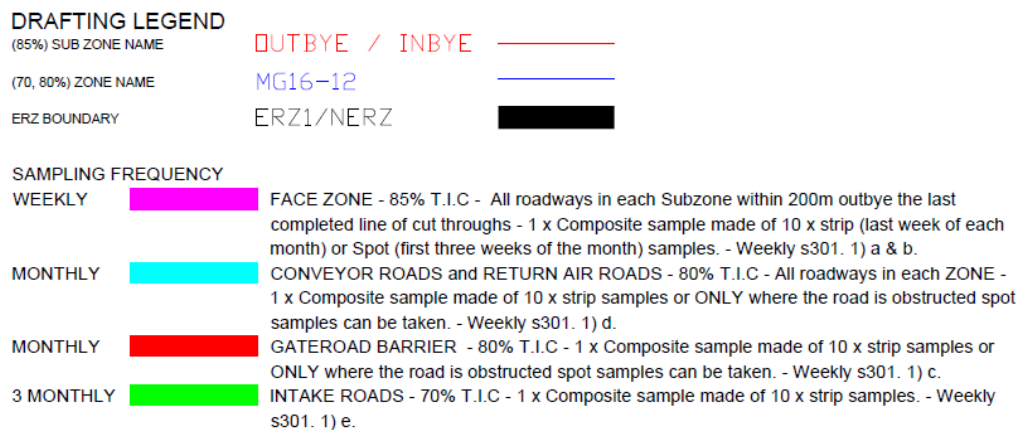 DRAFTING LEGEND
(85%) SUB ZONE NAME OUTBYE / INBYE
(70, 80%) ZONE NAME MG16-12
ERZ BOUNDARY ERZ1/NERZ
SAMPLING FREQUENCY
WEEKLY FACE ZONE - 85% T.I.C - All roadways in each Subzone within 200m outbye the last
completed line of cut throughs - 1 x Composite sample made of 10 x strip (last week of each
month) or Spot (first three weeks of the month) samples. - Weekly s301. 1) a & b.
MONTHLY CONVEYOR ROADS and RETURN AIR ROADS - 80% T.I.C - All roadways in each ZONE -
1 x Composite sample made of 10 x strip samples or ONLY where the road is obstructed spot
samples can be taken. - Weekly s301. 1) d.
MONTHLY GATEROAD BARRIER - 80% T.I.C - 1 x Composite sample made of 10 x strip samples or
ONLY where the road is obstructed spot samples can be taken. - Weekly s301. 1) c.
3 MONTHLY INTAKE ROADS - 70% T.I.C - 1 x Composite sample made of 10 x strip samples. - Weekly
s301. 1) e.